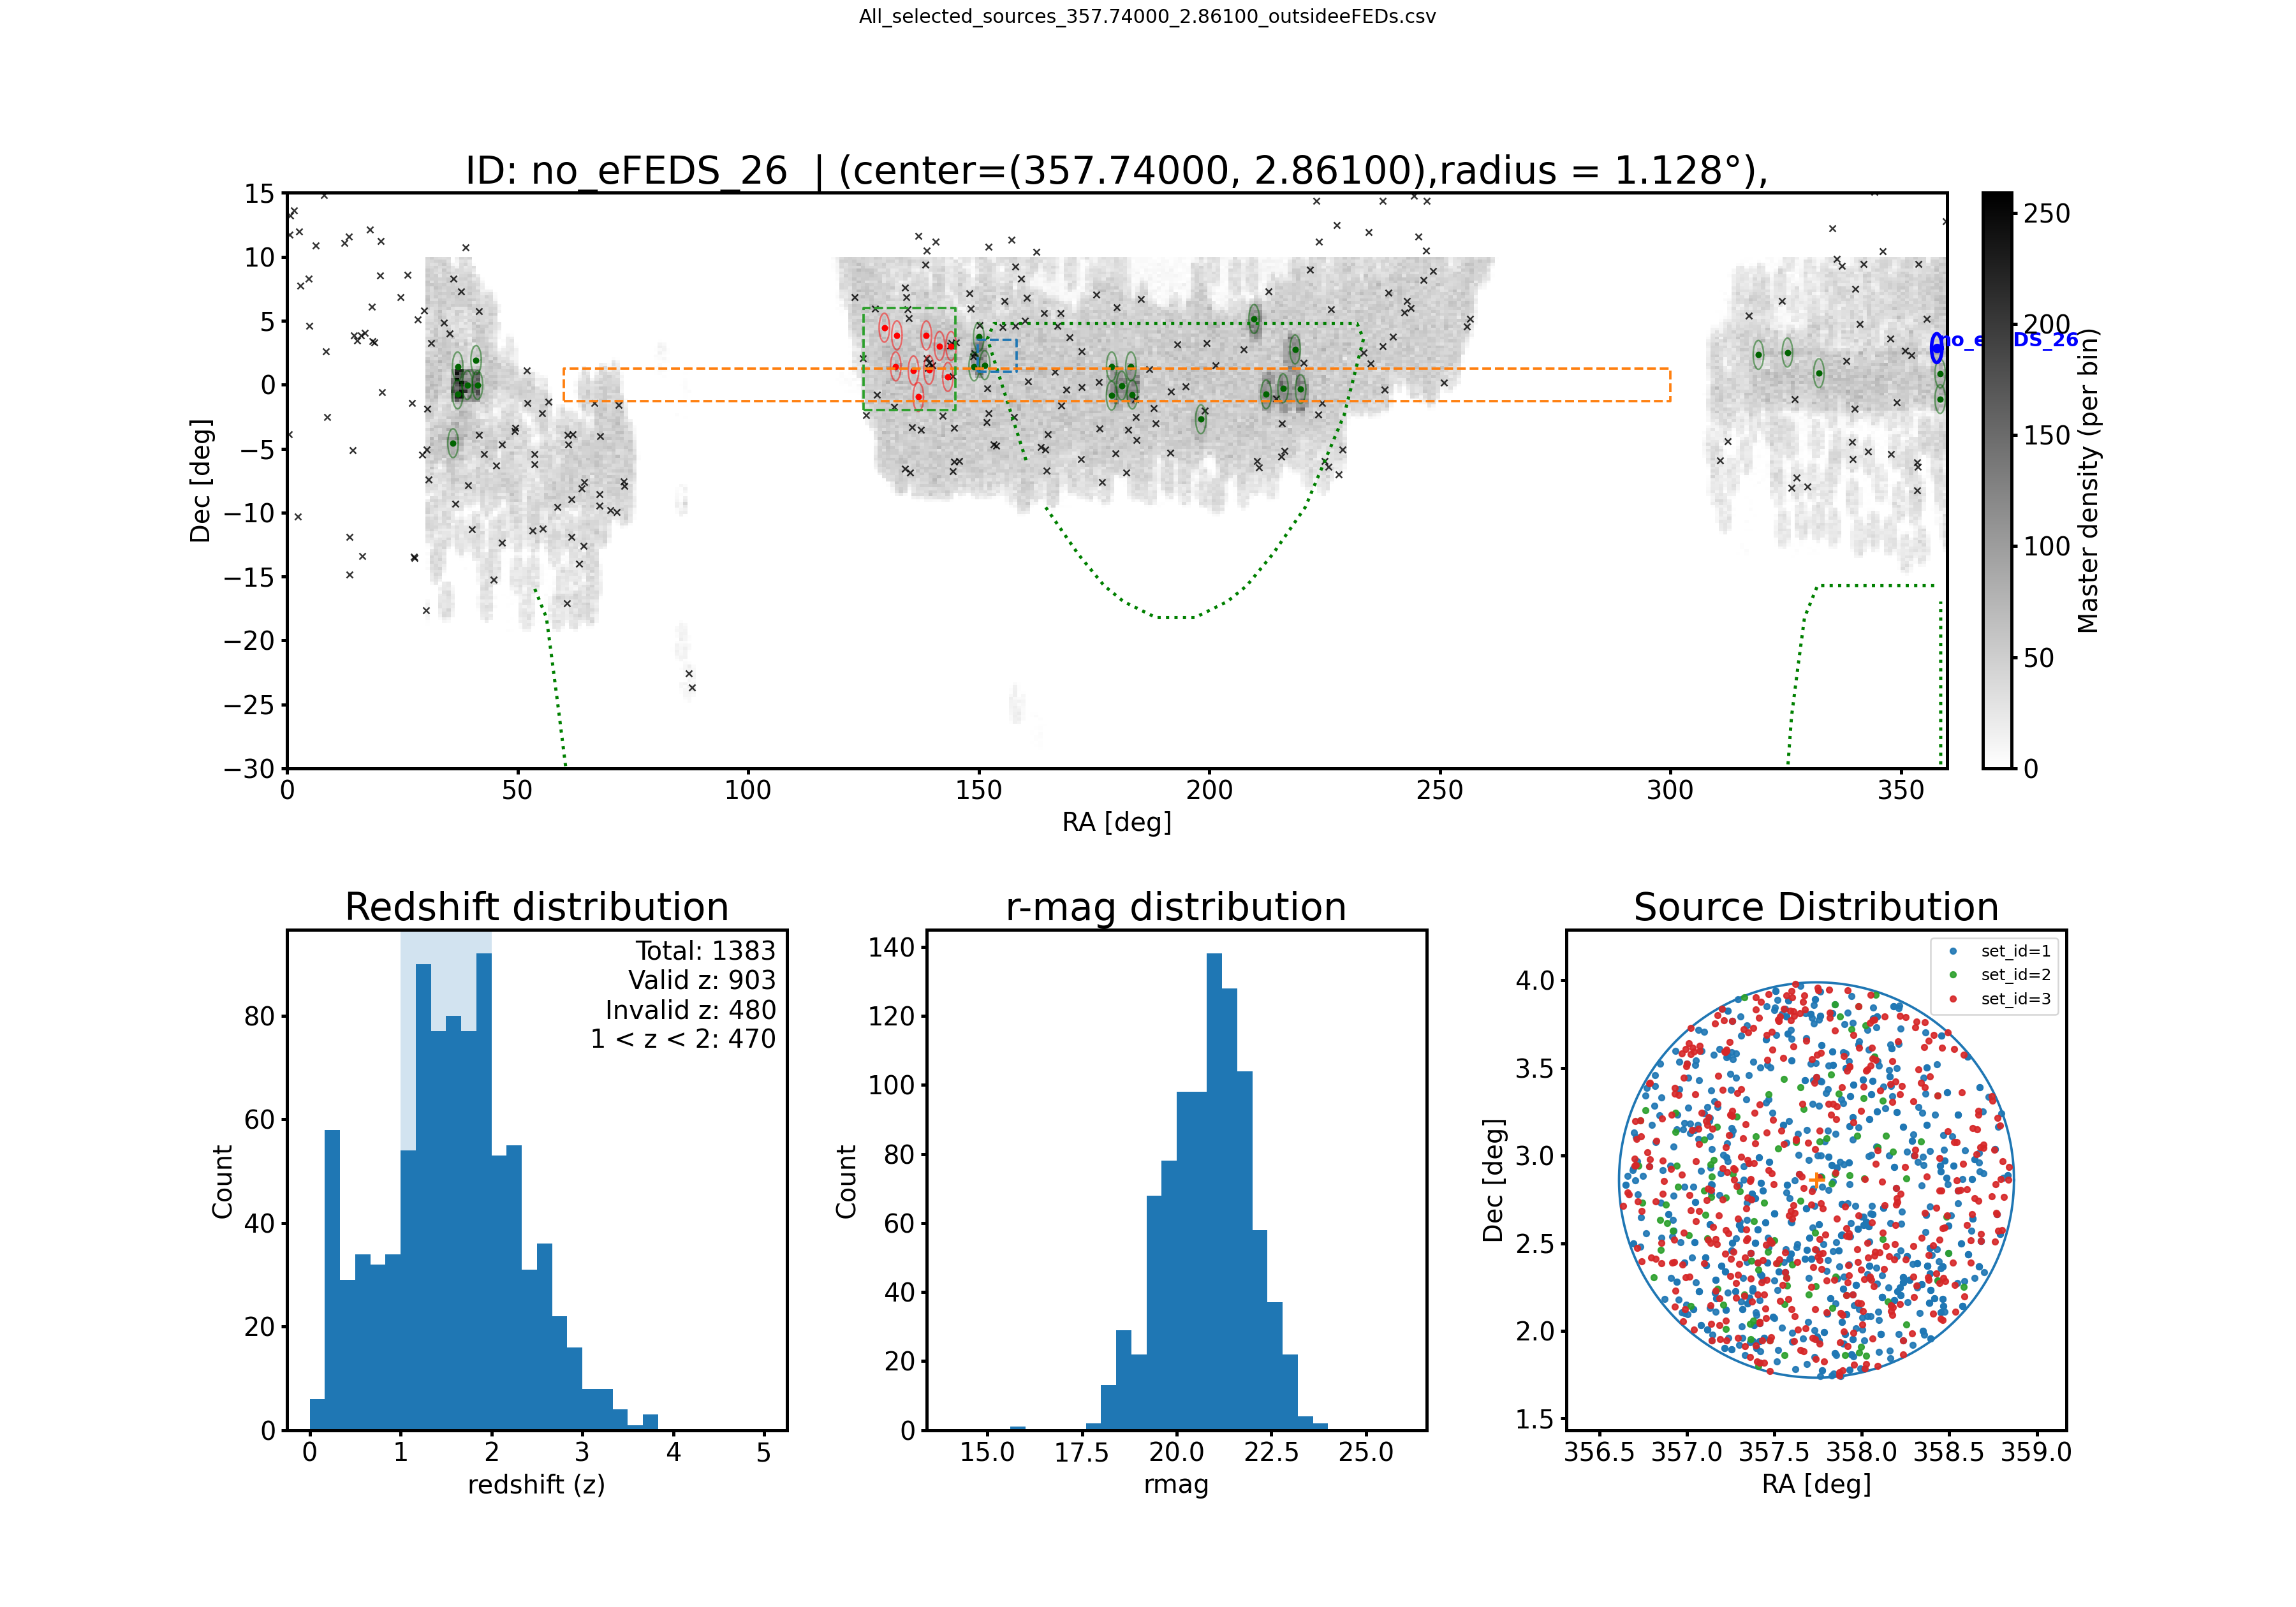 All_selected_sources_357.74000_2.86100_outsideeFEDs.csv
ID: no_eFEDS_26 | (center=(357.74000, 2.86100),radius = 1.128°),
15
10
5
0
−5
−10
−15
−20
−25
−30
Dec [deg]
0
50
100
150
200
250
300
350
RA [deg]
no_eFEDS_26
250
200
150
100
50
0
Master density (per bin)
Redshift distribution
Total: 1383
Valid z: 903
Invalid z: 480
1 < z < 2: 470
80
60
40
20
0
Count
0
1
2
3
4
5
redshift (z)
r-mag distribution
140
120
100
80
60
40
20
0
Count
15.0
17.5
20.0
22.5
25.0
rmag
Source Distribution
set_id=1
set_id=2
set_id=3
4.0
3.5
3.0
2.5
2.0
1.5
Dec [deg]
356.5
357.0
357.5
358.0
358.5
359.0
RA [deg]